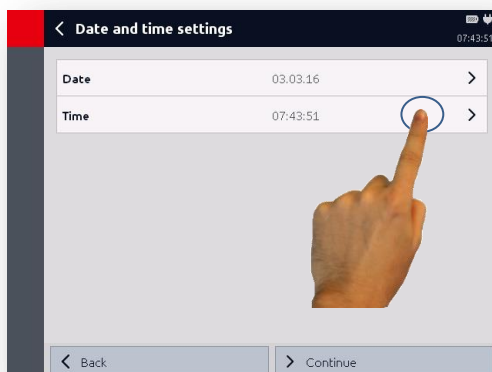 Date and time settings
07:43:51
Date 03.03.16
Time 07:43:51
Back Continue